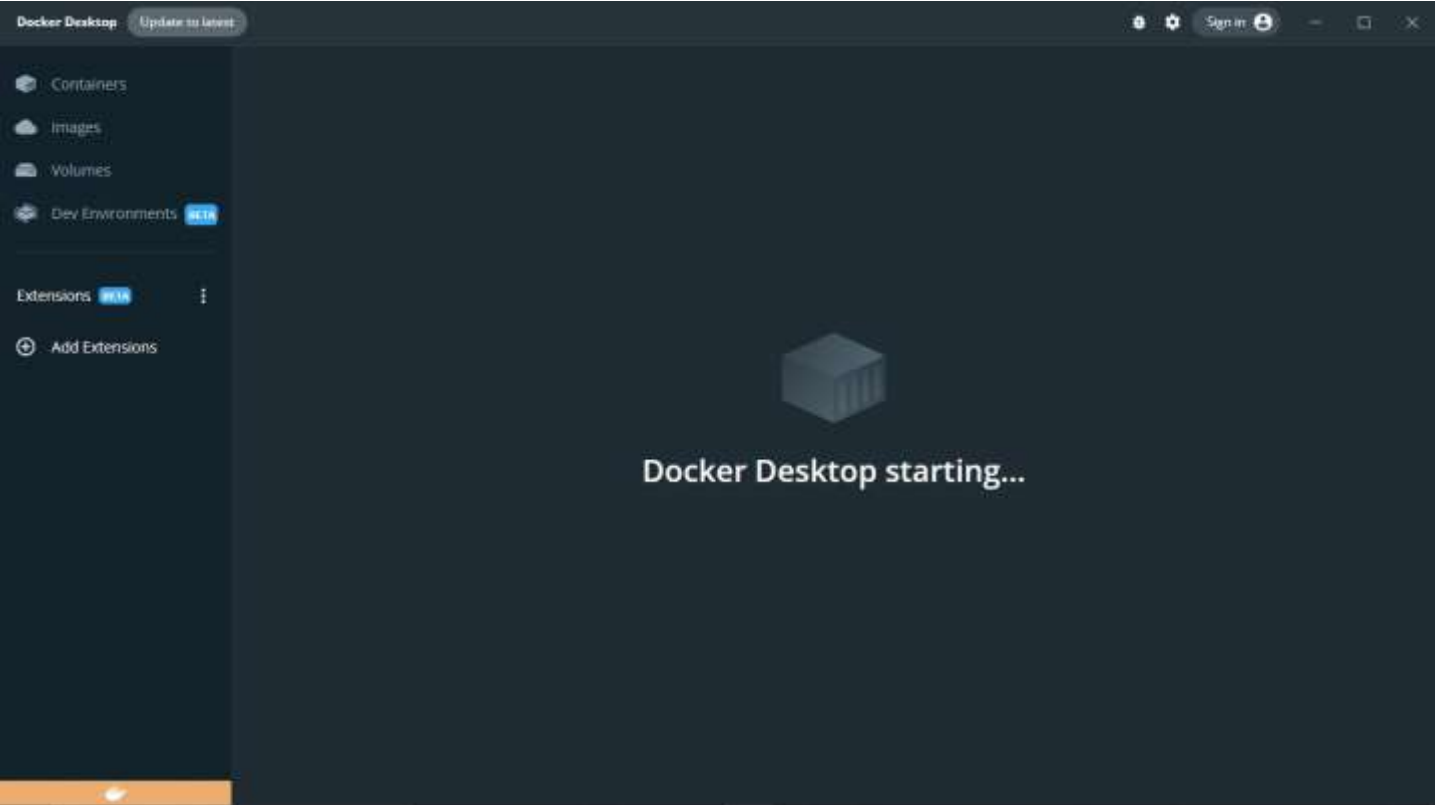 Docker Desktop Update to latest Sign in
Containers
Images
Volumes
Dev Environments BETA
Extensions BETA
Add Extensions
Docker Desktop starting...